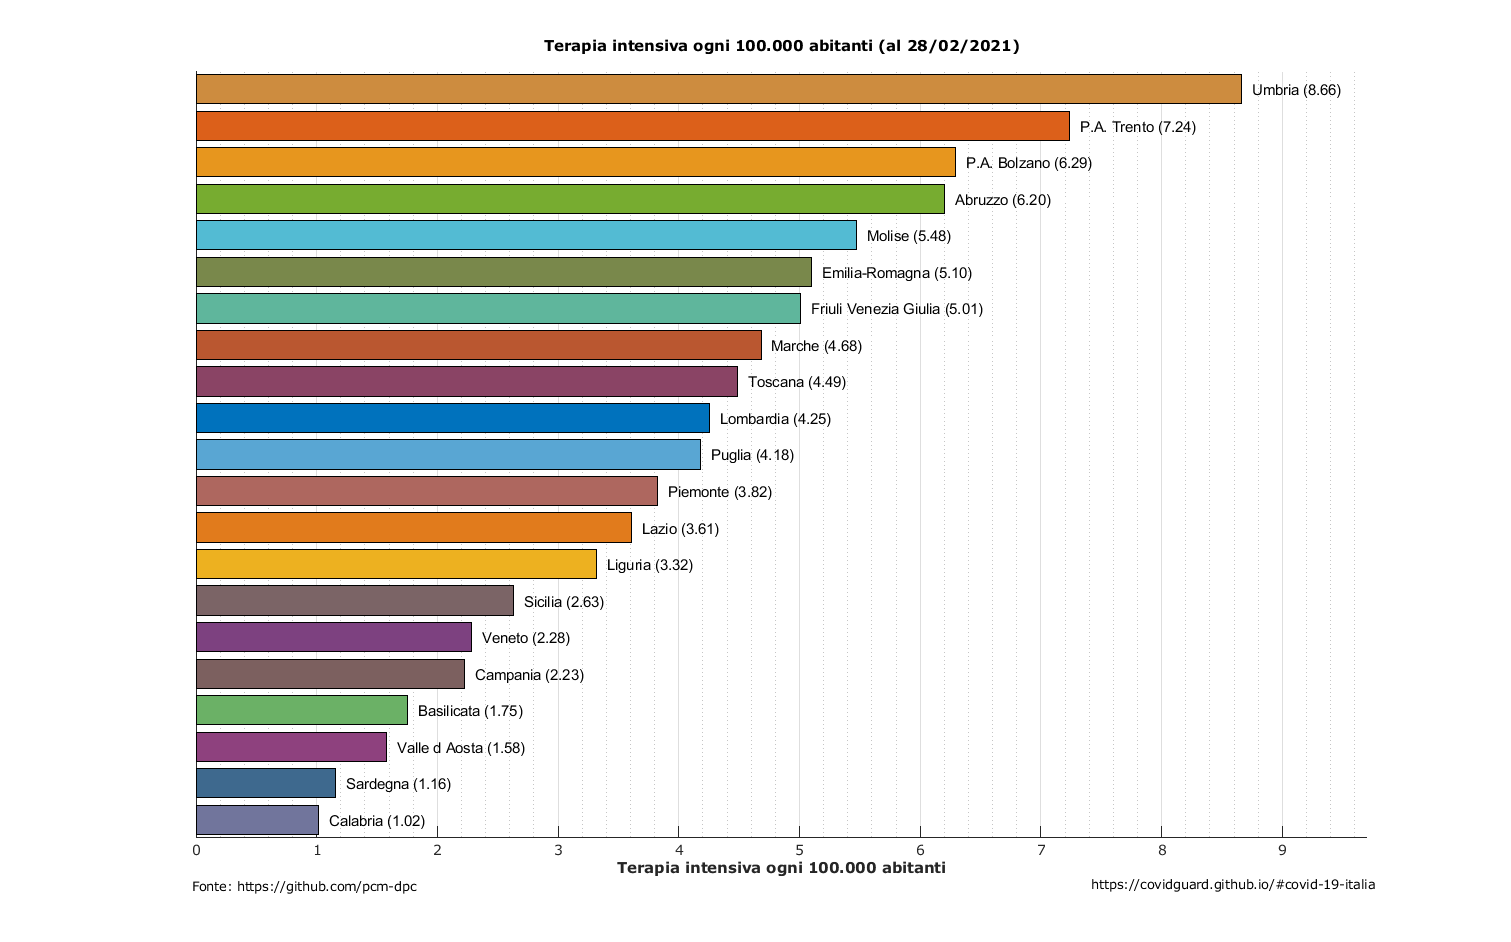 Terapia intensiva ogni 100.000 abitanti (al 28/02/2021)
Umbria (8.66)
P.A. Trento (7.24)
P.A. Bolzano (6.29)
Abruzzo (6.20)
Molise (5.48)
Emilia-Romagna (5.10)
Friuli Venezia Giulia (5.01)
Marche (4.68)
Toscana (4.49)
Lombardia (4.25)
Puglia (4.18)
Piemonte (3.82)
Lazio (3.61)
Liguria (3.32)
Sicilia (2.63)
Veneto (2.28)
Campania (2.23)
Basilicata (1.75)
Valle d Aosta (1.58)
Sardegna (1.16)
Calabria (1.02)
0 1 2 3 4 5 6 7 8 9
Terapia intensiva ogni 100.000 abitanti
Fonte: https://github.com/pcm-dpc
https://covidguard.github.io/#covid-19-italia